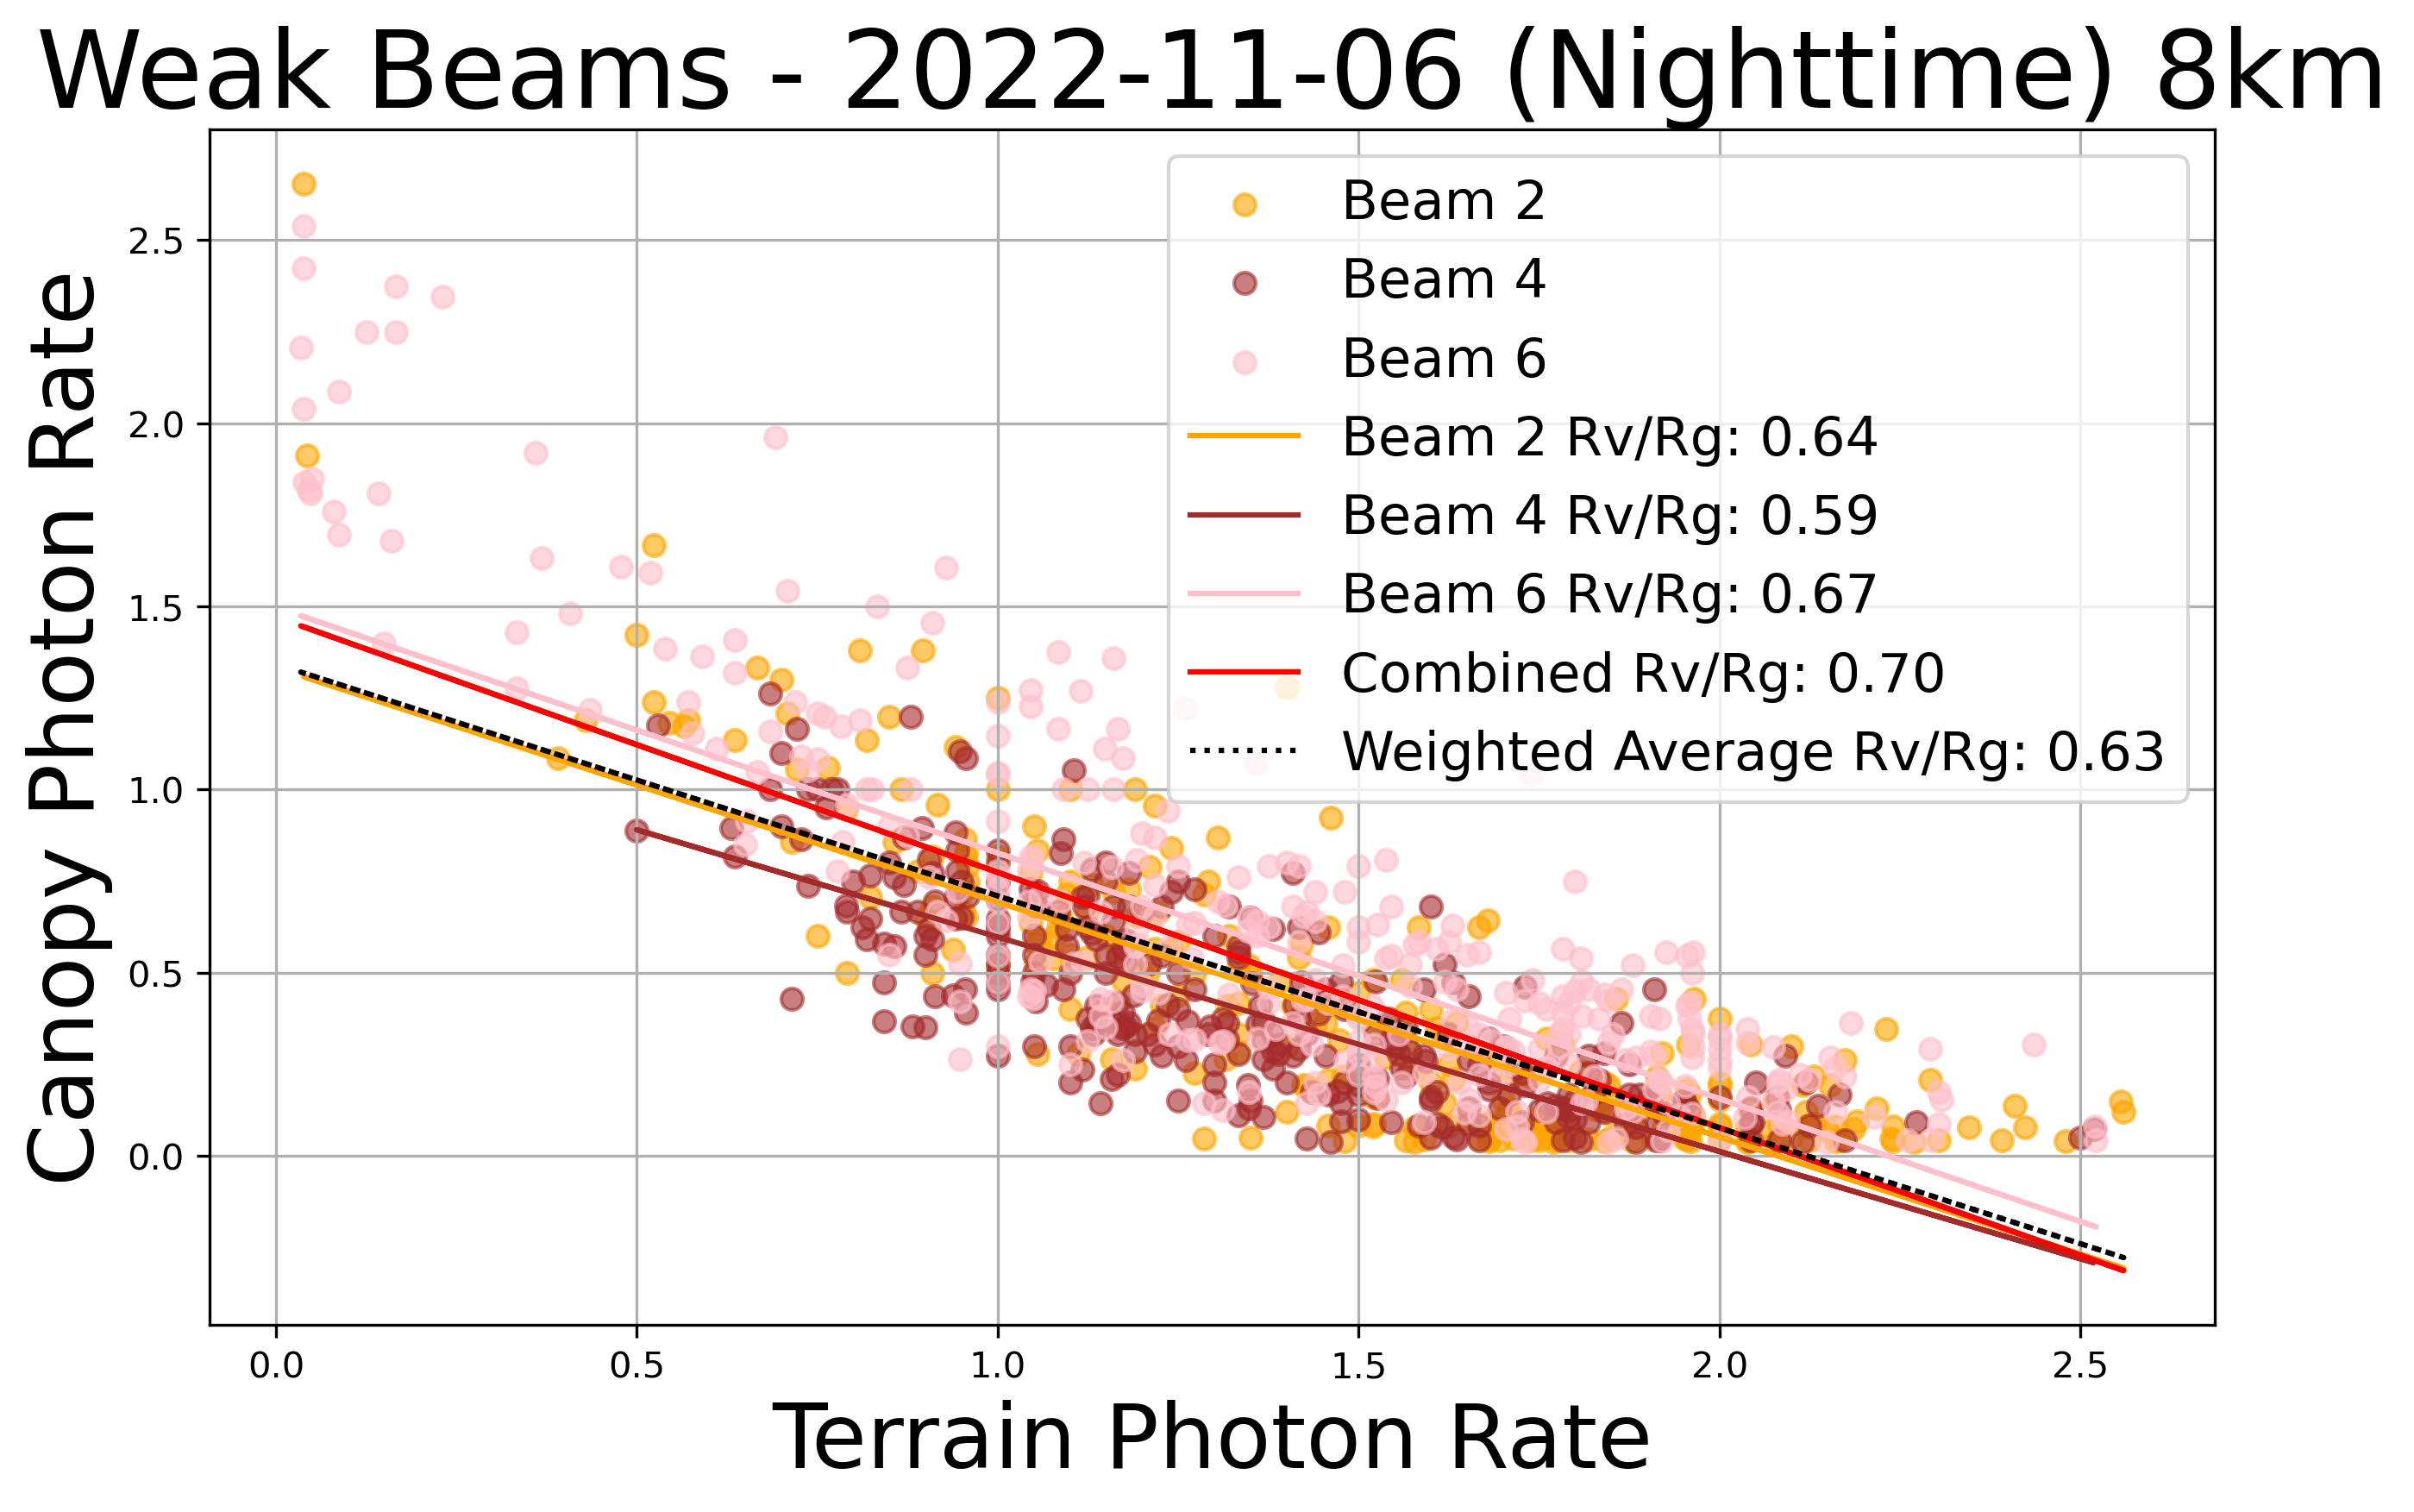 Weak Beams - 2022-11-06 (Nighttime) 8km
Canopy Photon Rate
2.5
2.0
1.5
1.0
0.5
0.0
Beam 2
Beam 4
Beam 6
Beam 2 Rv/Rg: 0.64
Beam 4 Rv/Rg: 0.59
Beam 6 Rv/Rg: 0.67
Combined Rv/Rg: 0.70
Weighted Average Rv/Rg: 0.63
0.0 0.5 1.0 1.5 2.0 2.5
Terrain Photon Rate